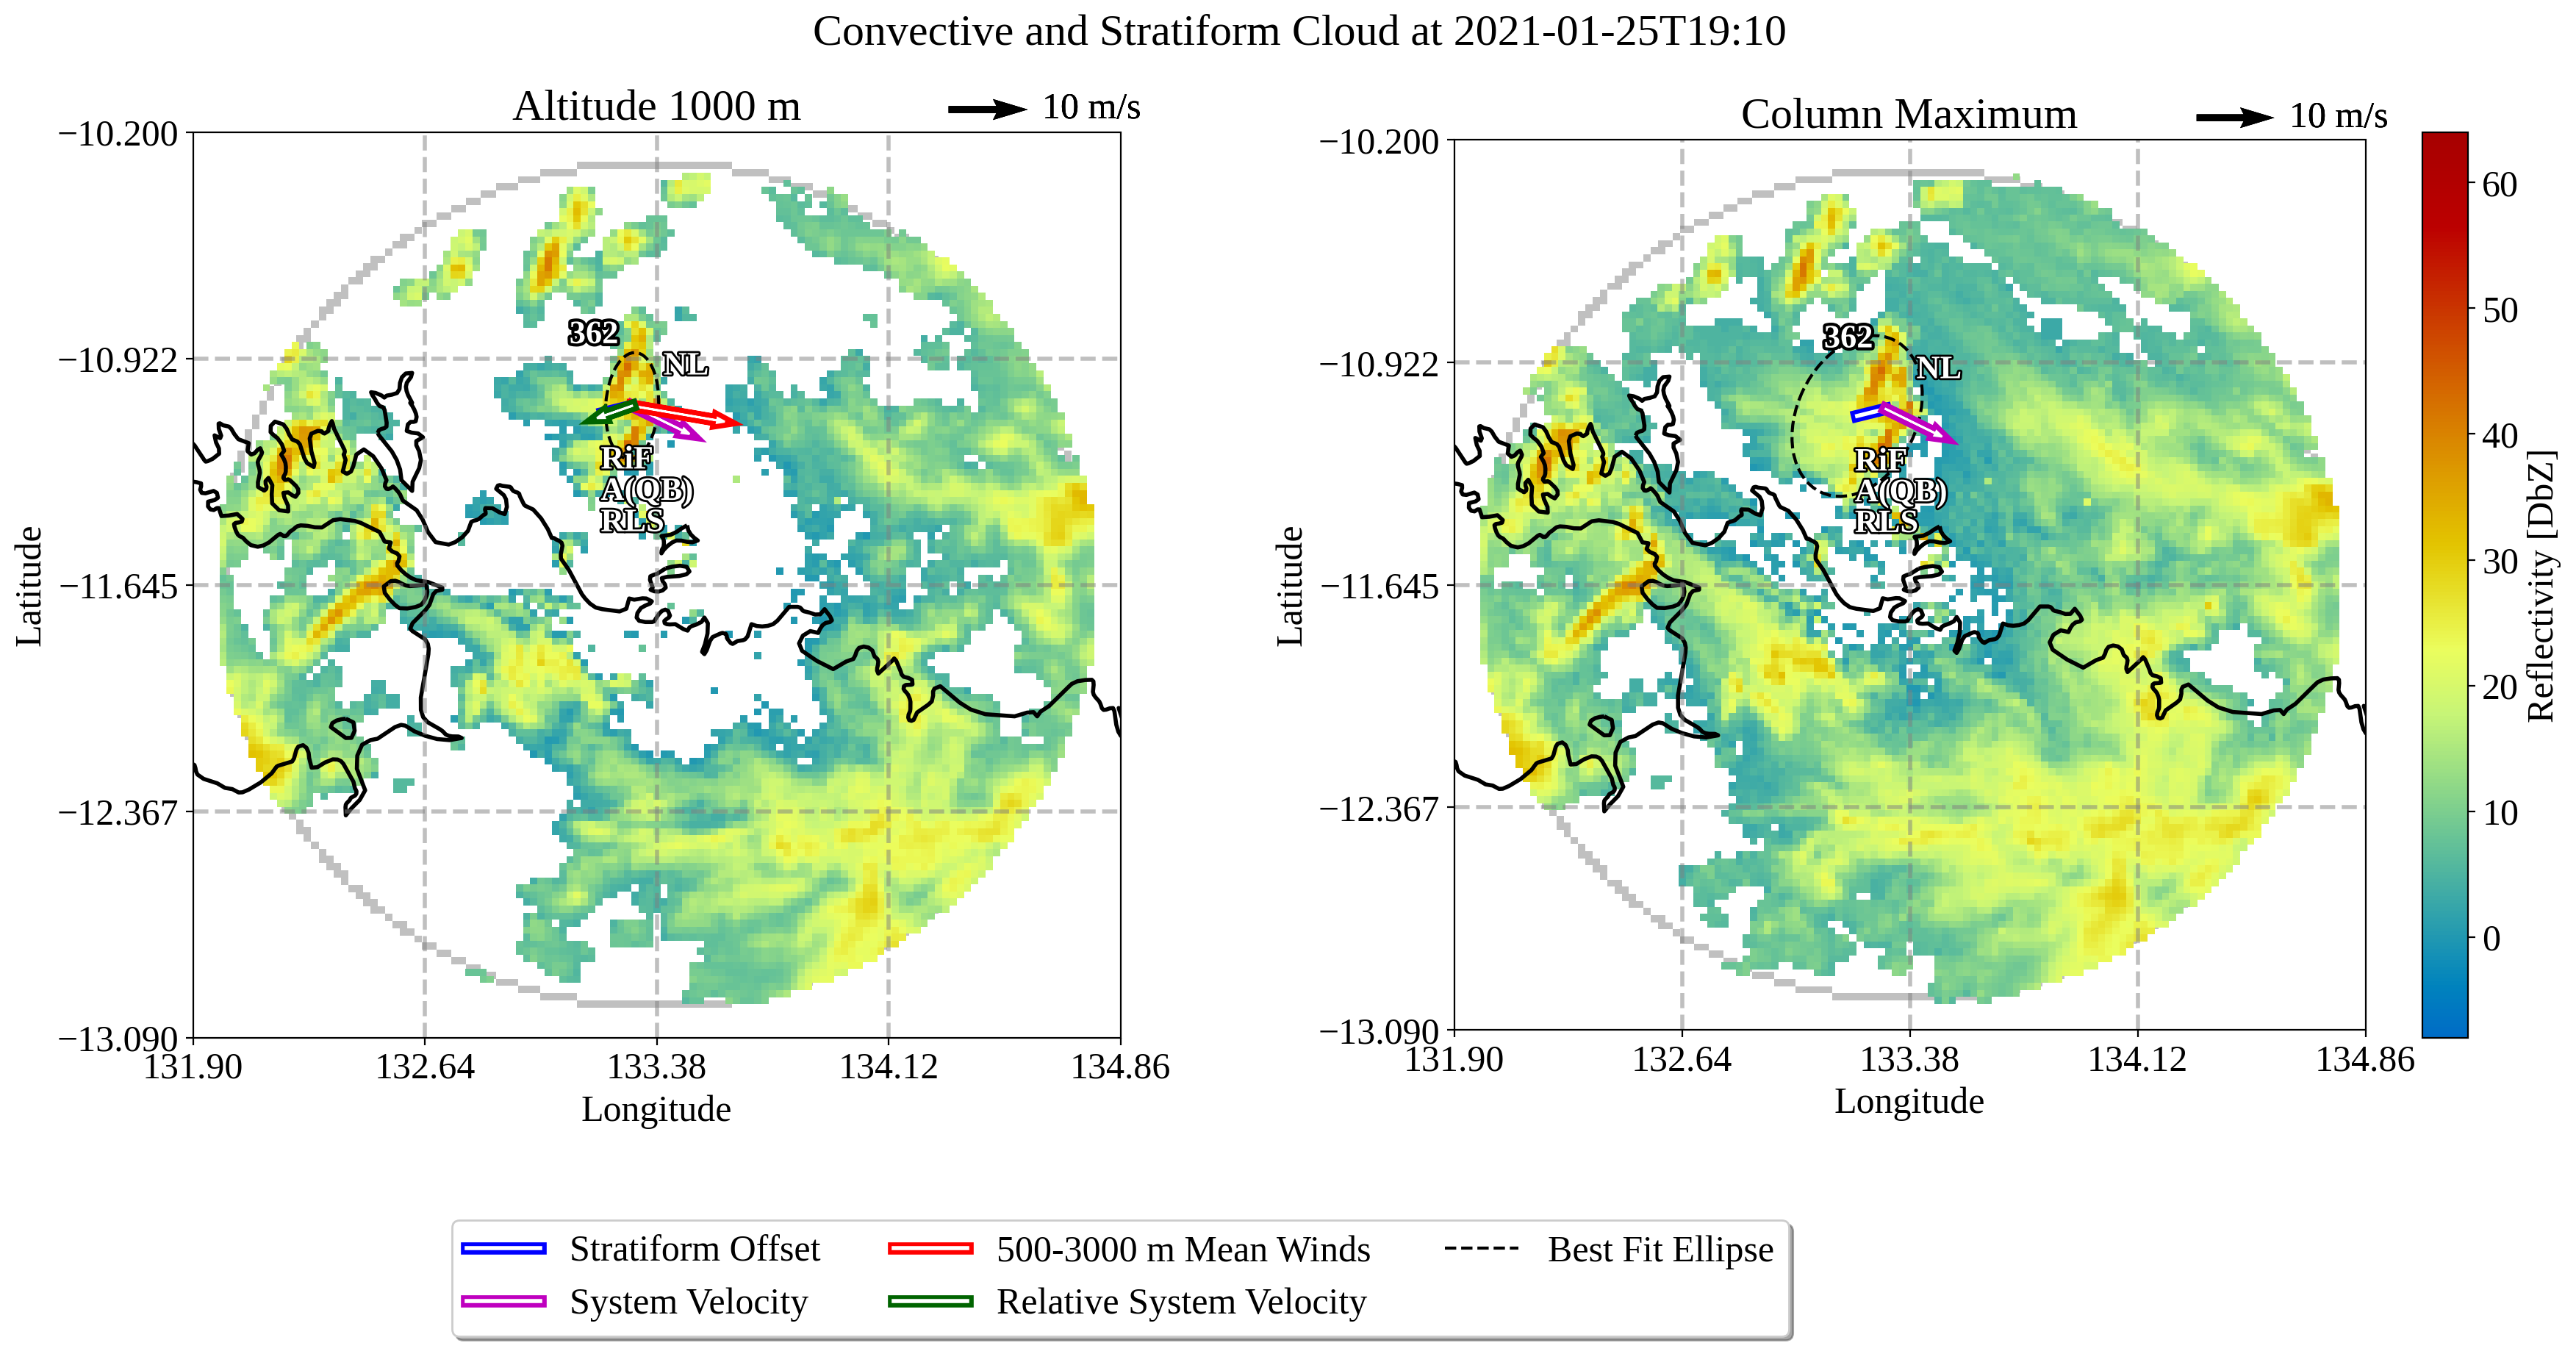 Convective and Stratiform Cloud at 2021-01-25T19:10
Altitude 1000 m
10 m/s
−10.200
−10.922
−11.645
−12.367
−13.090
Latitude
131.90
132.64
133.38
134.12
134.86
Longitude
362
NL
RiF
A(QB)
RLS
Column Maximum
10 m/s
−10.200
−10.922
−11.645
−12.367
−13.090
Latitude
131.90
132.64
133.38
134.12
134.86
Longitude
362
NL
RiF
A(QB)
RLS
60
50
40
30
20
10
0
Reflectivity [DbZ]
Stratiform Offset
System Velocity
500-3000 m Mean Winds
Relative System Velocity
Best Fit Ellipse